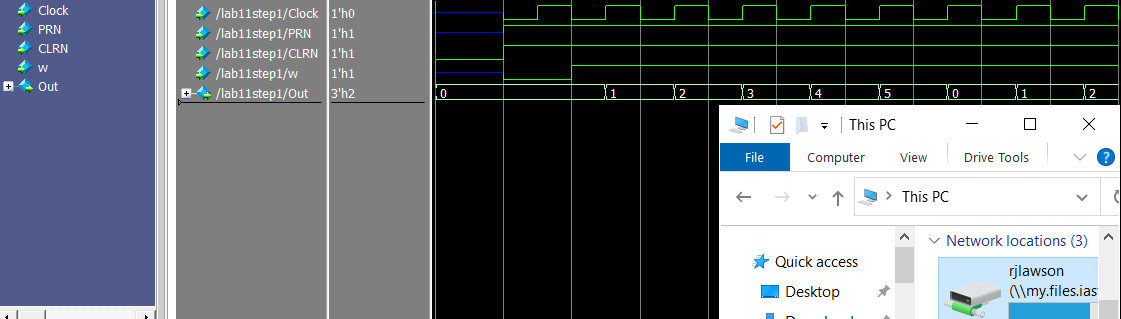 Clock
PRN
CLRN
w
Out
/lab11step1/Clock 1'h0
/lab11step1/PRN 1'h1
/lab11step1/CLRN 1'h1
/lab11step1/w 1'h1
/lab11step1/Out 3'h2
0 1 2 3 4 5 0 1 2
This PC
File Computer View Drive Tools
This PC
Quick access
Desktop
Network locations (3)
rjlawson
(\\my.files.ias